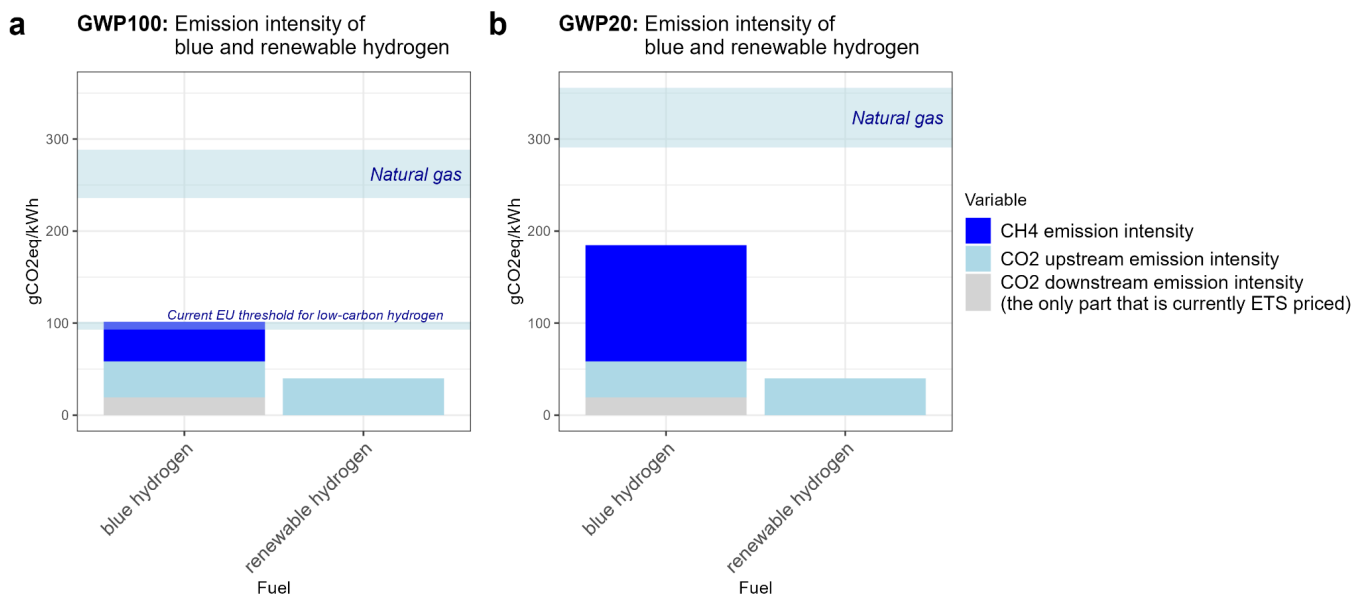 a
GWP100: Emission intensity of
blue and renewable hydrogen
gCO2eq/kWh
300
200
100
0
Natural gas
Current EU threshold for low-carbon hydrogen
blue hydrogen
renewable hydrogen
Fuel
b
GWP20: Emission intensity of
blue and renewable hydrogen
gCO2eq/kWh
300
200
100
0
Natural gas
blue hydrogen
renewable hydrogen
Fuel
Variable
CH4 emission intensity
CO2 upstream emission intensity
CO2 downstream emission intensity
(the only part that is currently ETS priced)